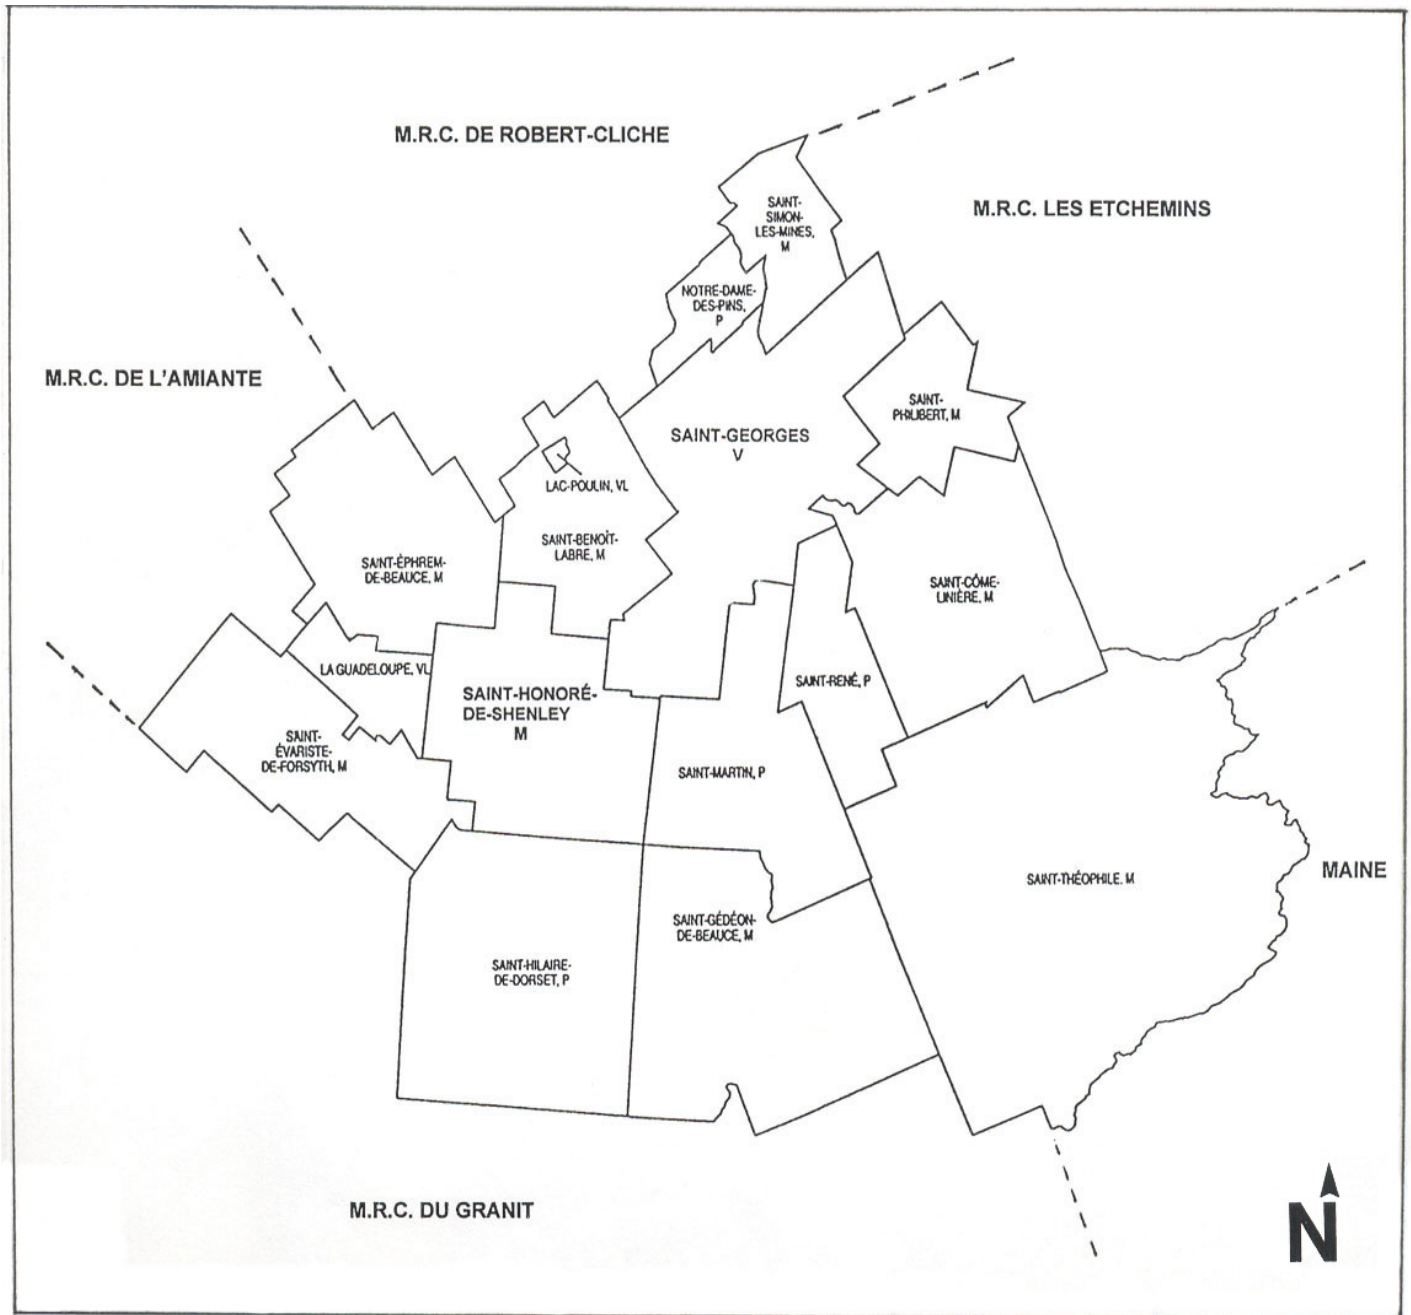 M.R.C. DE ROBERT-CLICHE
M.R.C. LES ETCHEMINS
SAINT-
SIMON-
LES-MINES,
M
NOTRE-DAME-
DES-PINS,
P
M.R.C. DE L'AMIANTE
SAINT-
PHILIBERT, M
SAINT-GEORGES
V
LAC-POULIN, VL
SAINT-BENOÎT-
LABRE, M
SAINT-ÉPHREM-
DE-BEAUCE, M
SAINT-CÔME-
LINIÈRE, M
LA GUADELOUPE, VL
SAINT-HONORÉ-
DE-SHENLEY
M
SAINT-RENÉ, P
SAINT-
ÉVARISTE-
DE-FORSYTH, M
SAINT-MARTIN, P
MAINE
SAINT-THÉOPHILE. M
SAINT-GÉDÉON-
DE-BEAUCE, M
SAINT-HILAIRE-
DE-DORSET, P
M.R.C. DU GRANIT
N